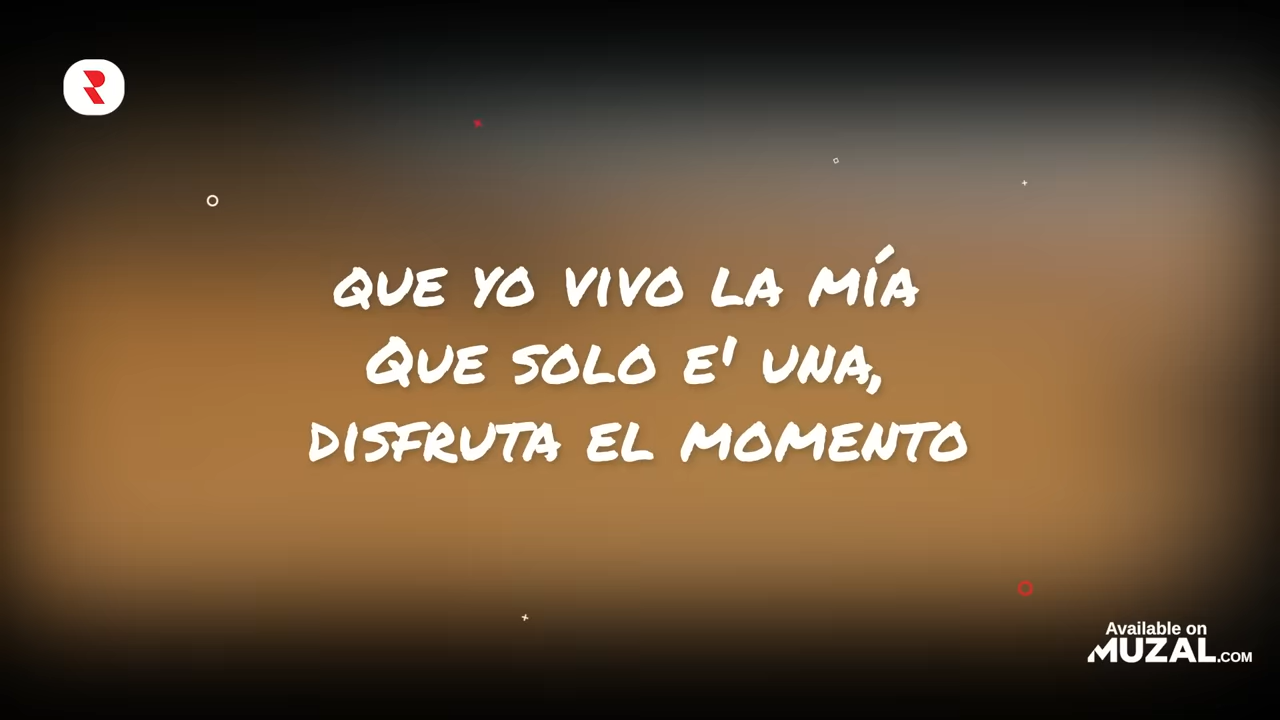 QUE YO VIVO LA MÍA
QUE SOLO E' UNA,
DISFRUTA EL MOMENTO
Available on
MUZAL.COM